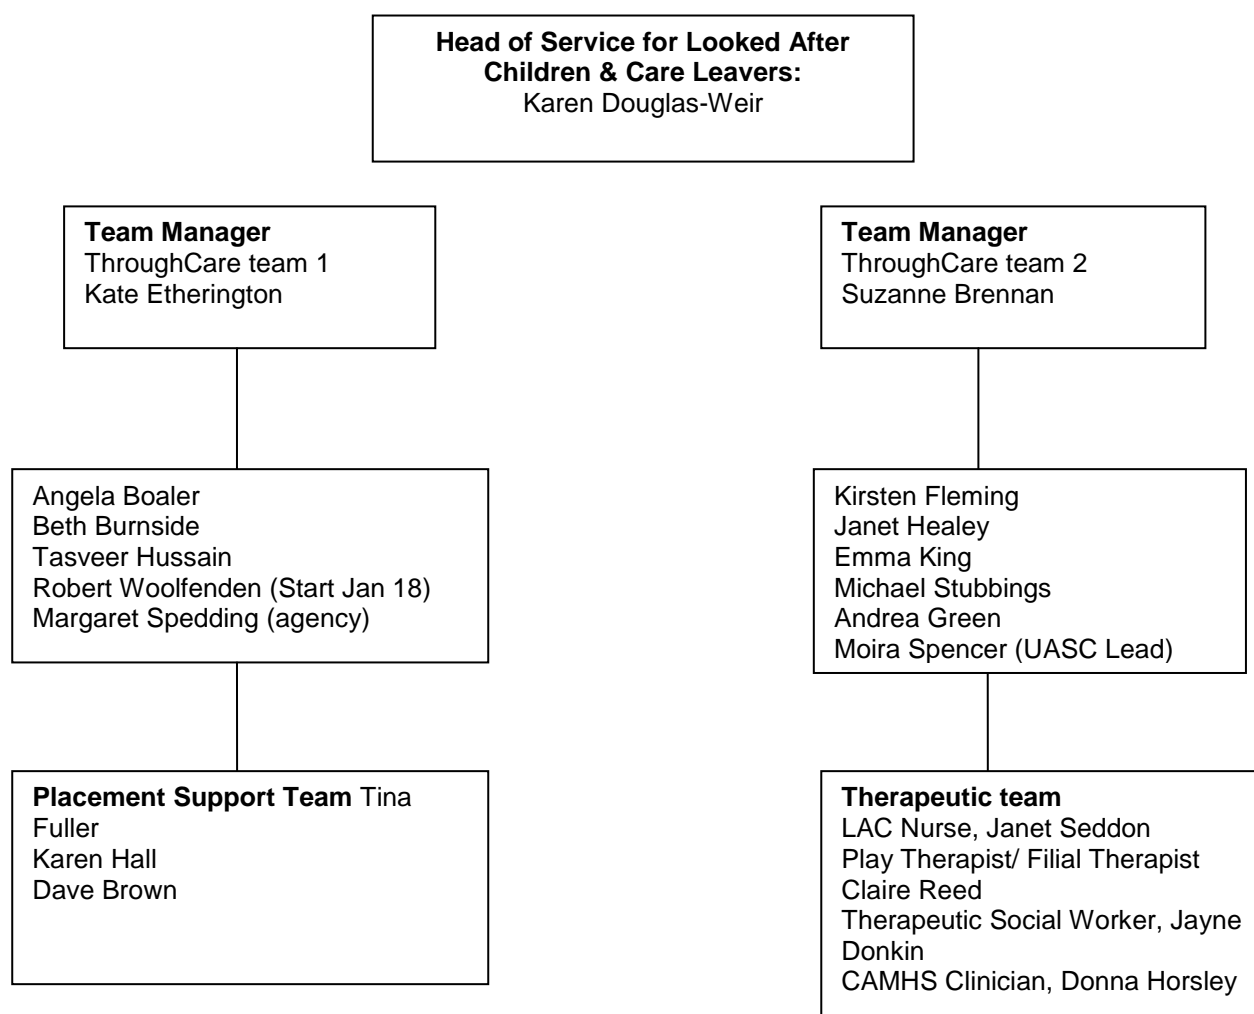 Head of Service for Looked After
Children & Care Leavers:
Karen Douglas-Weir
Team Manager
ThroughCare team 1
Kate Etherington
Team Manager
ThroughCare team 2
Suzanne Brennan
Angela Boaler
Beth Burnside
Tasveer Hussain
Robert Woolfenden (Start Jan 18)
Margaret Spedding (agency)
Kirsten Fleming
Janet Healey
Emma King
Michael Stubbings
Andrea Green
Moira Spencer (UASC Lead)
Placement Support Team Tina
Fuller
Karen Hall
Dave Brown
Therapeutic team
LAC Nurse, Janet Seddon
Play Therapist/ Filial Therapist
Claire Reed
Therapeutic Social Worker, Jayne
Donkin
CAMHS Clinician, Donna Horsley